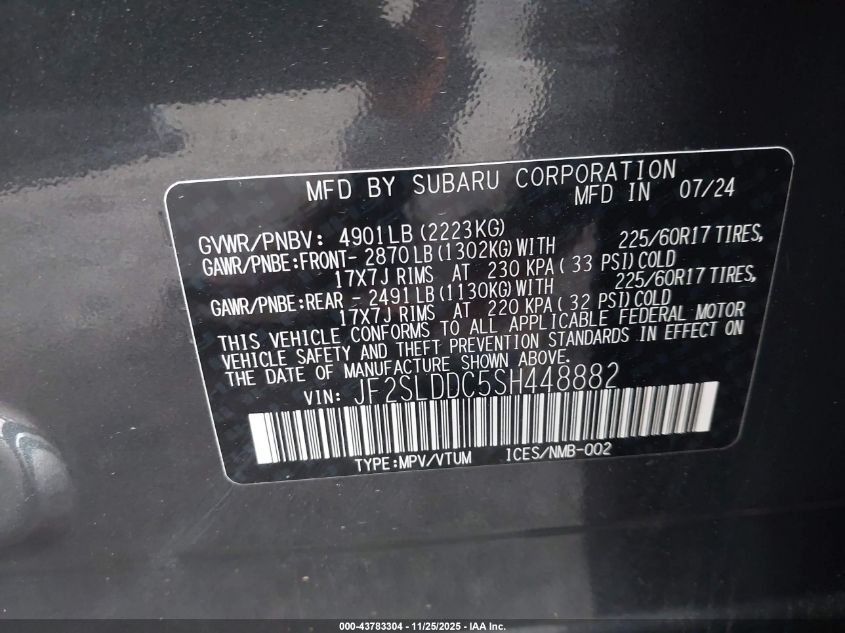 MFD BY SUBARU CORPORATION
MFD IN 07/24
GVWR/PNBV: 4901LB (2223KG)
GAWR/PNBE:FRONT- 2870LB (1302KG) WITH 225/60R17 TIRES,
17X7J RIMS AT 230 KPA ( 33 PSI) COLD
GAWR/PNBE:REAR - 2491LB (1130KG) WITH 225/60R17 TIRES,
17X7J RIMS AT 220 KPA ( 32 PSI) COLD
THIS VEHICLE CONFORMS TO ALL APPLICABLE FEDERAL MOTOR
VEHICLE SAFETY AND THEFT PREVENTION STANDARDS IN EFFECT ON
THE DATE OF MANUFACTURE SHOWN ABOVE.
VIN: JF2SLDDC5SH448882
TYPE:MPV/VTUM ICES/NMB-002
000-43783304 - 11/25/2025 - IAA Inc.